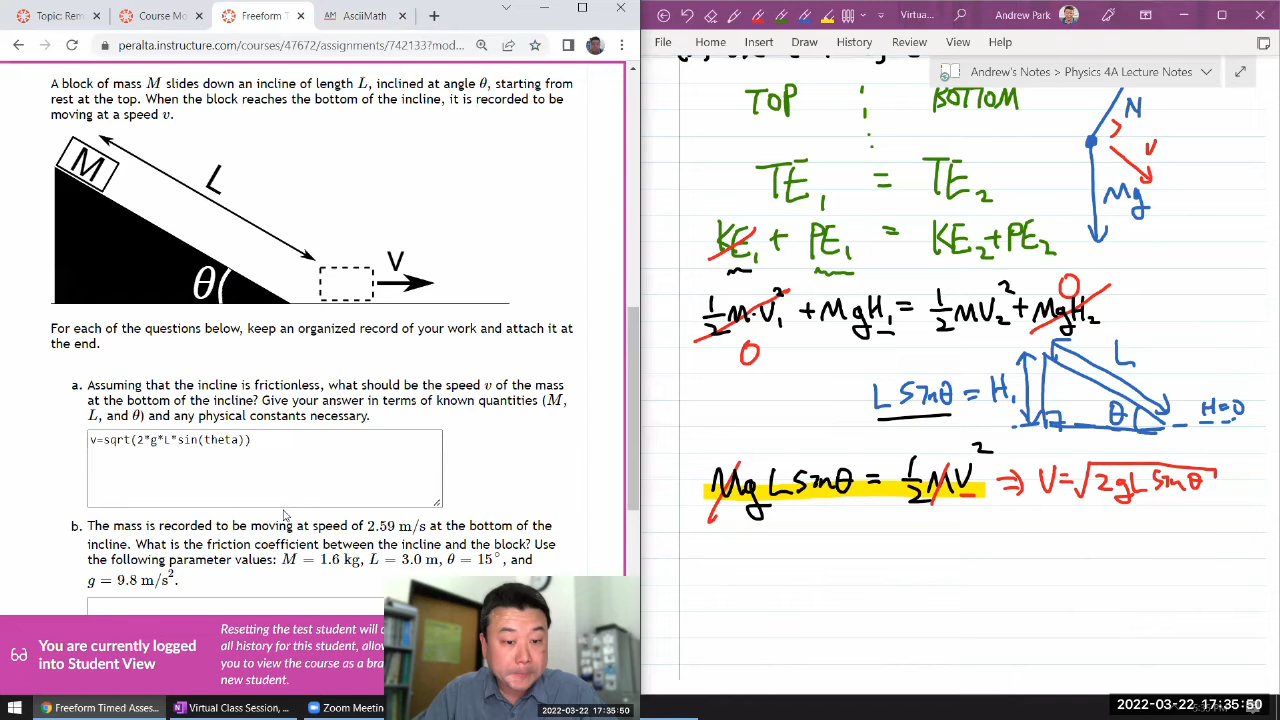 Topic Rem
Course Mo
Freeform T
AsciiMath
peralta.instructure.com/courses/47672/assignments/742133?mod...
A block of mass M slides down an incline of length L, inclined at angle θ, starting from
rest at the top. When the block reaches the bottom of the incline, it is recorded to be
moving at a speed v.
M
L
θ
V
For each of the questions below, keep an organized record of your work and attach it at
the end.
a. Assuming that the incline is frictionless, what should be the speed v of the mass
at the bottom of the incline? Give your answer in terms of known quantities (M,
L, and θ) and any physical constants necessary.
v=sqrt(2*g*L*sin(theta))
b. The mass is recorded to be moving at speed of 2.59 m/s at the bottom of the
incline. What is the friction coefficient between the incline and the block? Use
the following parameter values: M = 1.6 kg, L = 3.0 m, θ = 15°, and
g = 9.8 m/s².
You are currently logged
into Student View
Resetting the test student will
all history for this student, allo
you to view the course as a bra
new student.
Freeform Timed Asses...
Virtual Class Session, ...
Zoom Meeting
2022-03-22 17:35:50
Virtua...
Andrew Park
File
Home
Insert
Draw
History
Review
View
Help
Andrew's Notes > Physics 4A Lecture Notes
TOP
BOTTOM
N
v
Mg
TE₁ = TE₂
KE₁ + PE₁ = KE₂ + PE₂
½ M·V₁² + MgH₁ = ½ MV₂² + MgH₂
0
0
L sinθ = H₁
L
θ
H=0
Mg L sinθ = ½ MV² ⇒ V = √2gL sinθ
2022-03-22 17:35:50